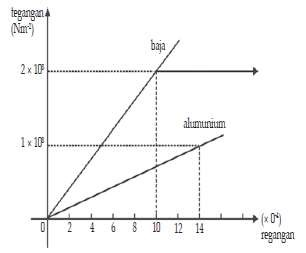 tegangan
(Nm⁻²)
baja
2 × 10⁸
alumunium
1 × 10⁸
0 2 4 6 8 10 12 14
(× 0⁻⁴)
regangan